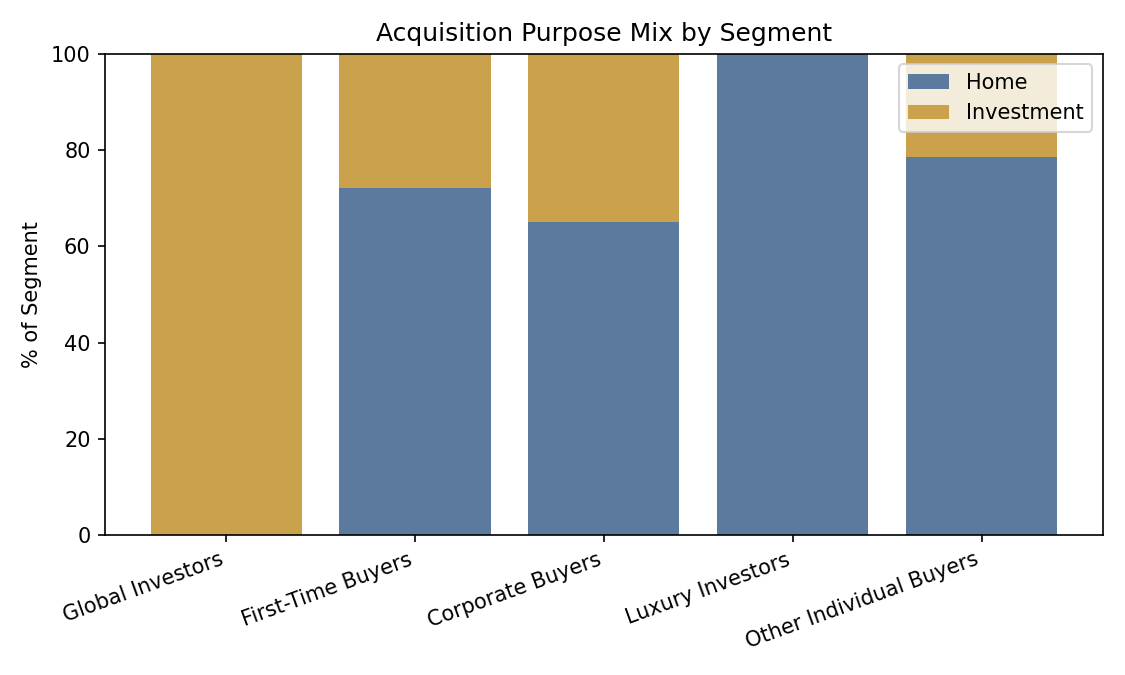 Acquisition Purpose Mix by Segment
100
80
60
40
20
0
% of Segment
Home
Investment
Global Investors
First-Time Buyers
Corporate Buyers
Luxury Investors
Other Individual Buyers